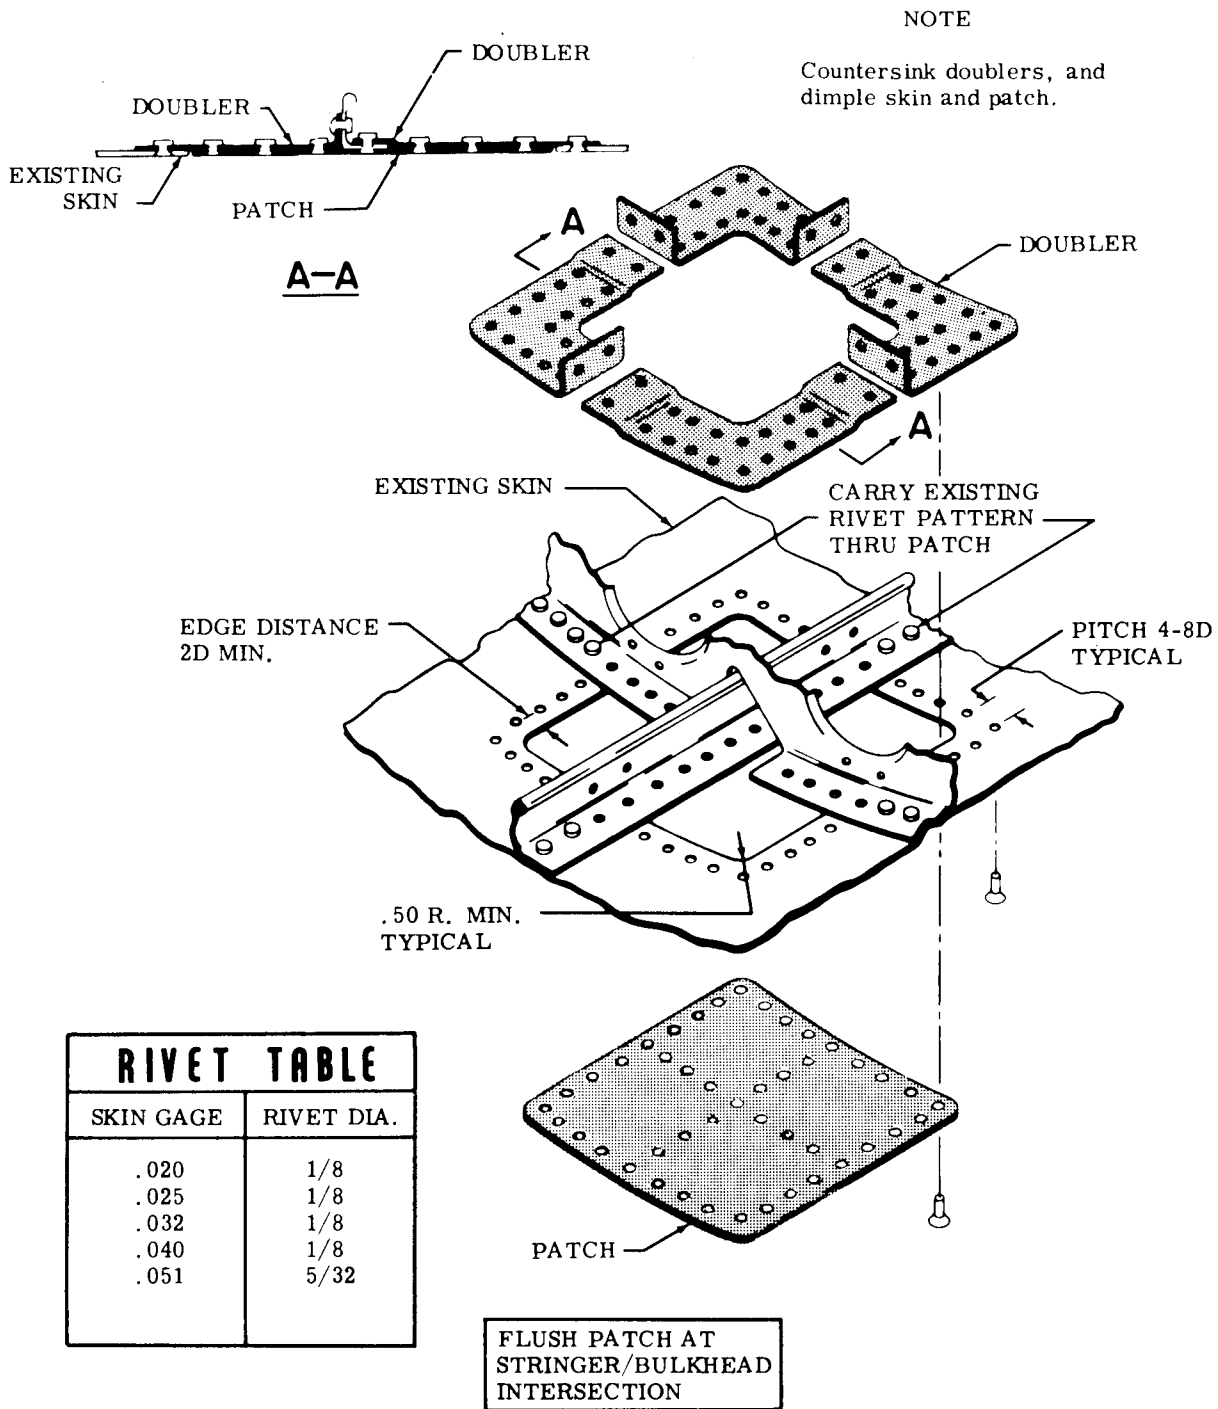 NOTE
Countersink doublers, and
dimple skin and patch.
DOUBLER
DOUBLER
EXISTING
SKIN
PATCH
A-A
A
DOUBLER
A
EXISTING SKIN
CARRY EXISTING
RIVET PATTERN
THRU PATCH
EDGE DISTANCE
2D MIN.
PITCH 4-8D
TYPICAL
.50 R. MIN.
TYPICAL
RIVET TABLE
SKIN GAGE RIVET DIA.
.020 1/8
.025 1/8
.032 1/8
.040 1/8
.051 5/32
PATCH
FLUSH PATCH AT
STRINGER/BULKHEAD
INTERSECTION